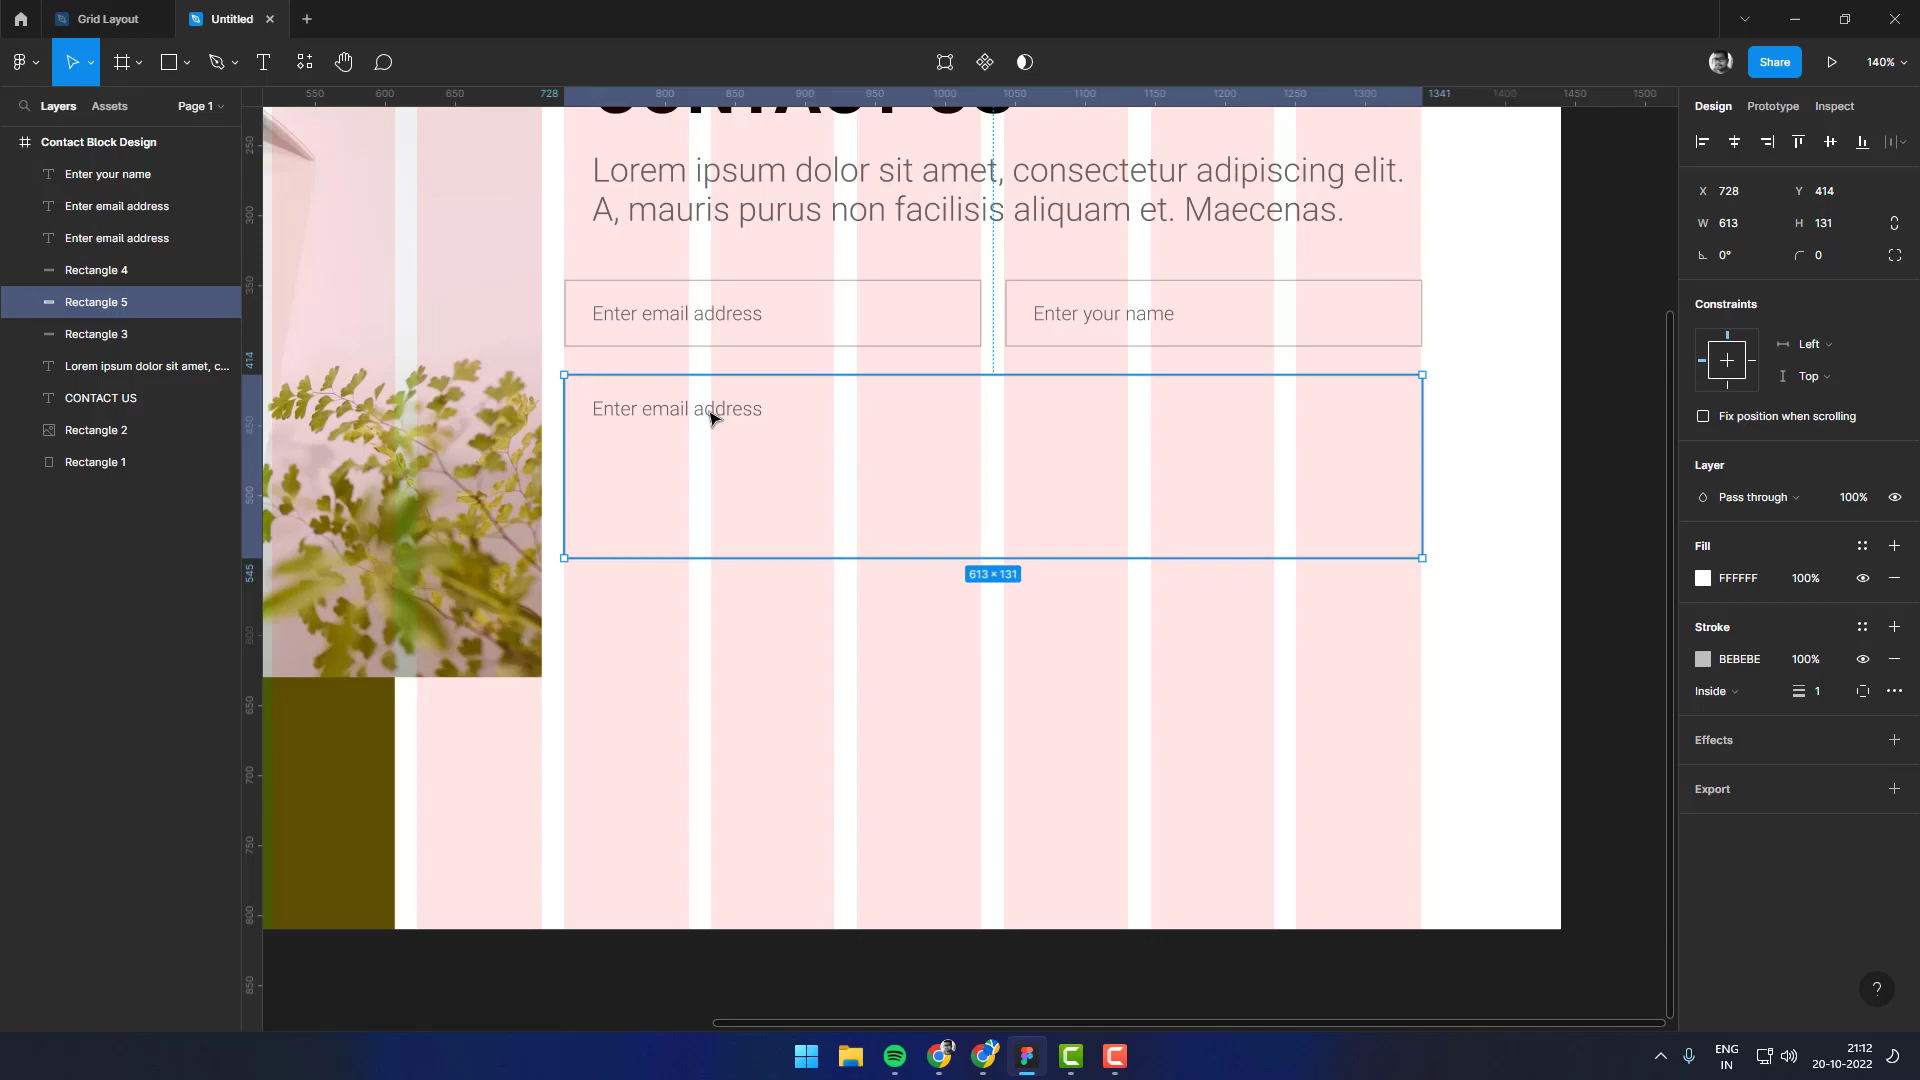 Grid Layout
Untitled
Share
140%
Layers
Assets
Page 1
Contact Block Design
Enter your name
Enter email address
Enter email address
Rectangle 4
Rectangle 5
Rectangle 3
Lorem ipsum dolor sit amet, c...
CONTACT US
Rectangle 2
Rectangle 1
550
600
650
728
800
850
900
950
1000
1050
1100
1150
1200
1250
1300
1341
1400
1450
1500
250
300
350
414
450
500
545
600
650
700
750
800
850
CONTACT US
Lorem ipsum dolor sit amet, consectetur adipiscing elit.
A, mauris purus non facilisis aliquam et. Maecenas.
Enter email address
Enter your name
Enter email address
613 × 131
Design
Prototype
Inspect
X 728 Y 414
W 613 H 131
0° 0
Constraints
Left
Top
Fix position when scrolling
Layer
Pass through 100%
Fill
FFFFFF 100%
Stroke
BEBEBE 100%
Inside 1
Effects
Export
?
ENG
IN
21:12
20-10-2022